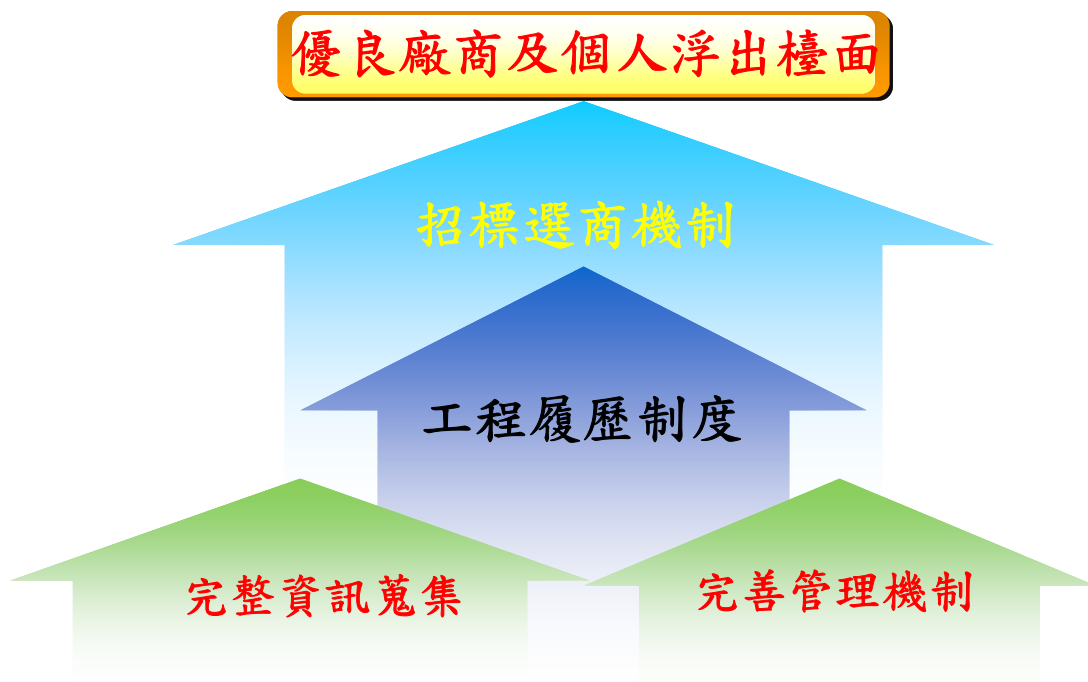 優良廠商及個人浮出檯面
招標選商機制
工程履歷制度
完整資訊蒐集
完善管理機制